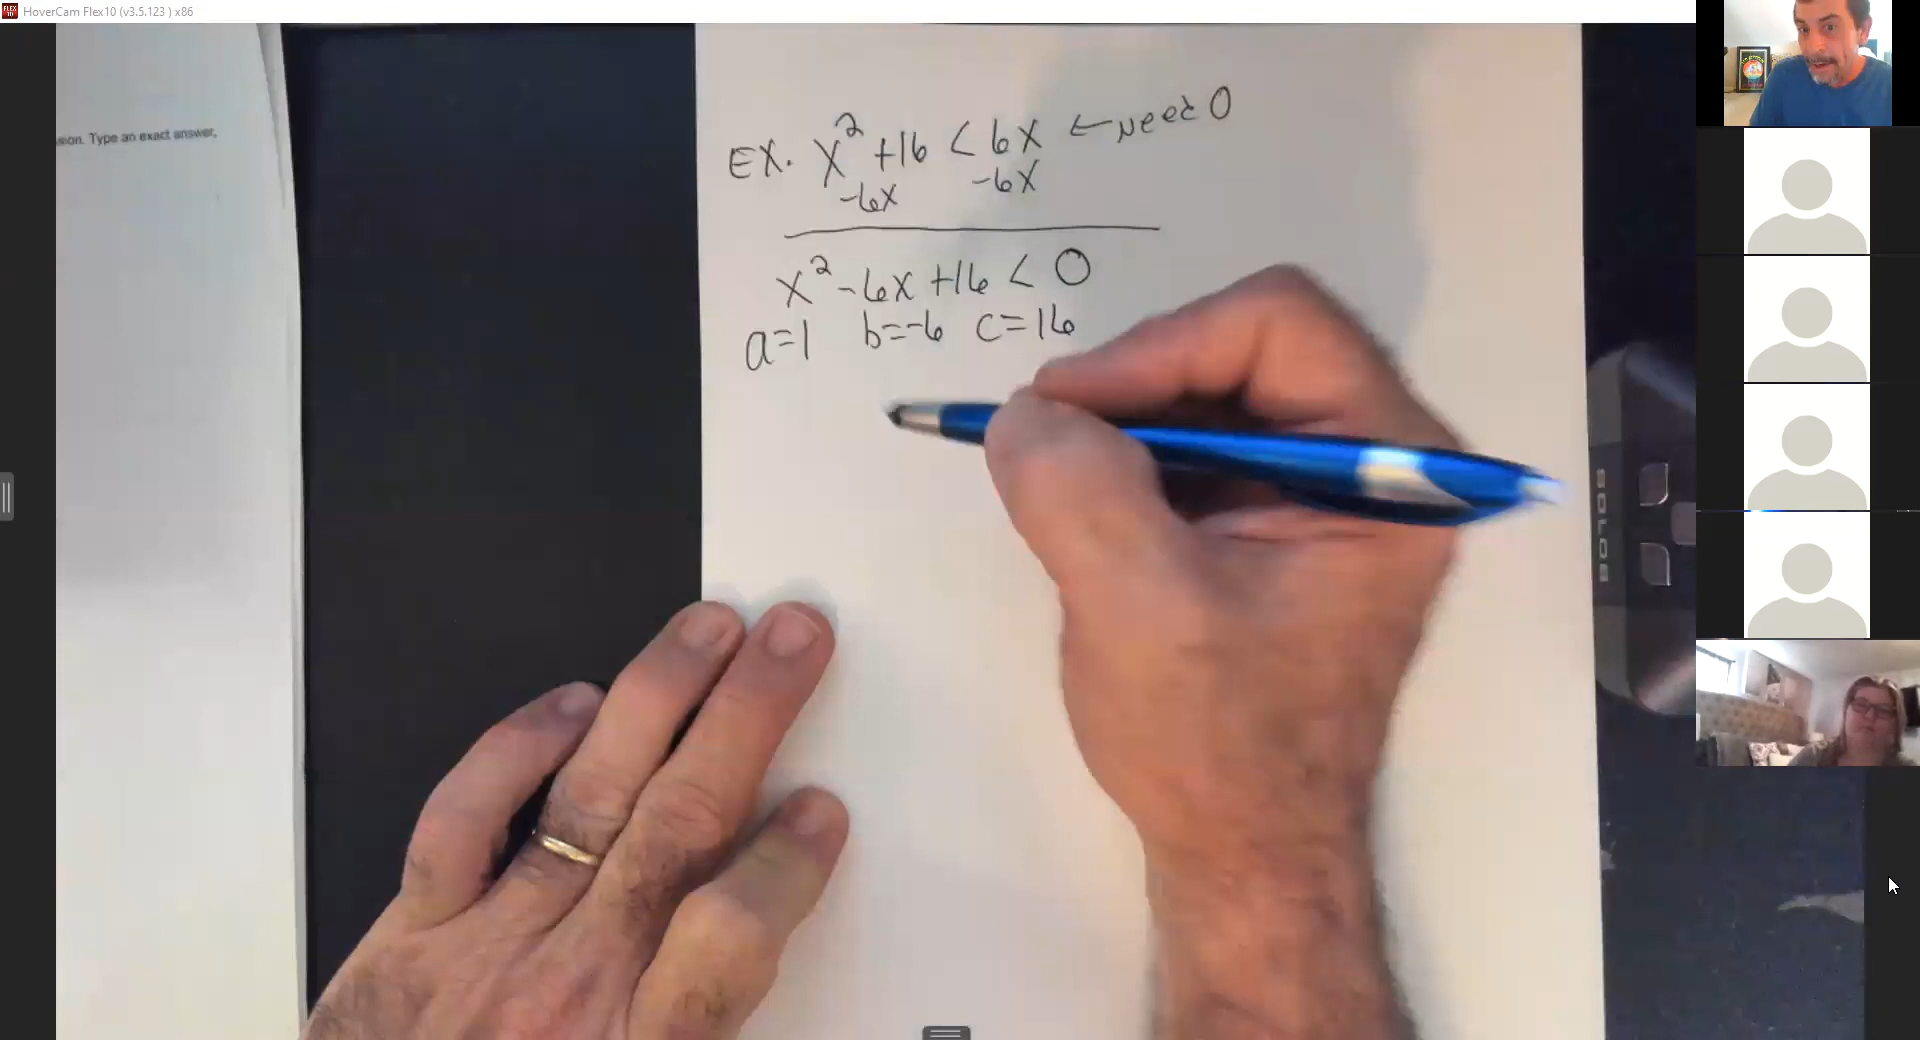 HoverCam Flex10 (v3.5.123 ) x86
sion. Type an exact answer,
EX. x²+16 < 6x ← need 0
-6x -6x
x²-6x+16 < 0
a=1 b=-6 c=16